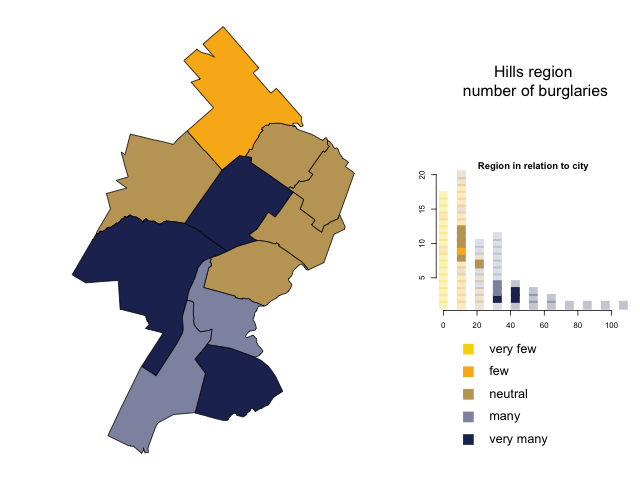 Hills region
number of burglaries
Region in relation to city
20
15
10
5
0 20 40 60 80 100
very few
few
neutral
many
very many